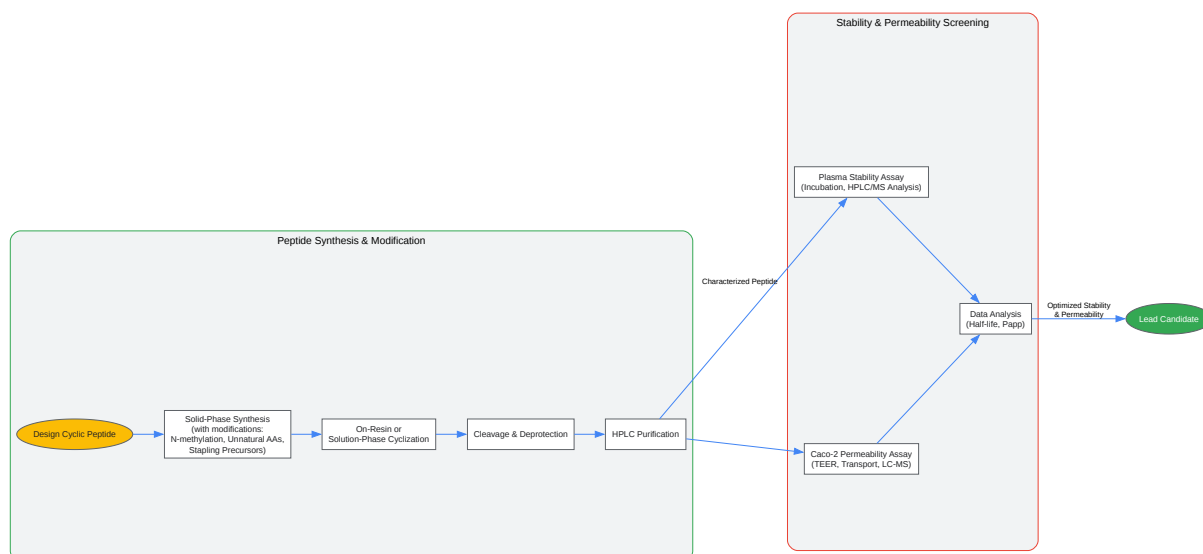 Stability & Permeability Screening
Plasma Stability Assay
(Incubation, HPLC/MS Analysis)
Peptide Synthesis & Modification
Characterized Peptide
Data Analysis
(Half-life, Papp)
Optimized Stability
& Permeability
Lead Candidate
Design Cyclic Peptide
Solid-Phase Synthesis
(with modifications:
N-methylation, Unnatural AAs,
Stapling Precursors)
On-Resin or
Solution-Phase Cyclization
Cleavage & Deprotection
HPLC Purification
Caco-2 Permeability Assay
(TEER, Transport, LC-MS)